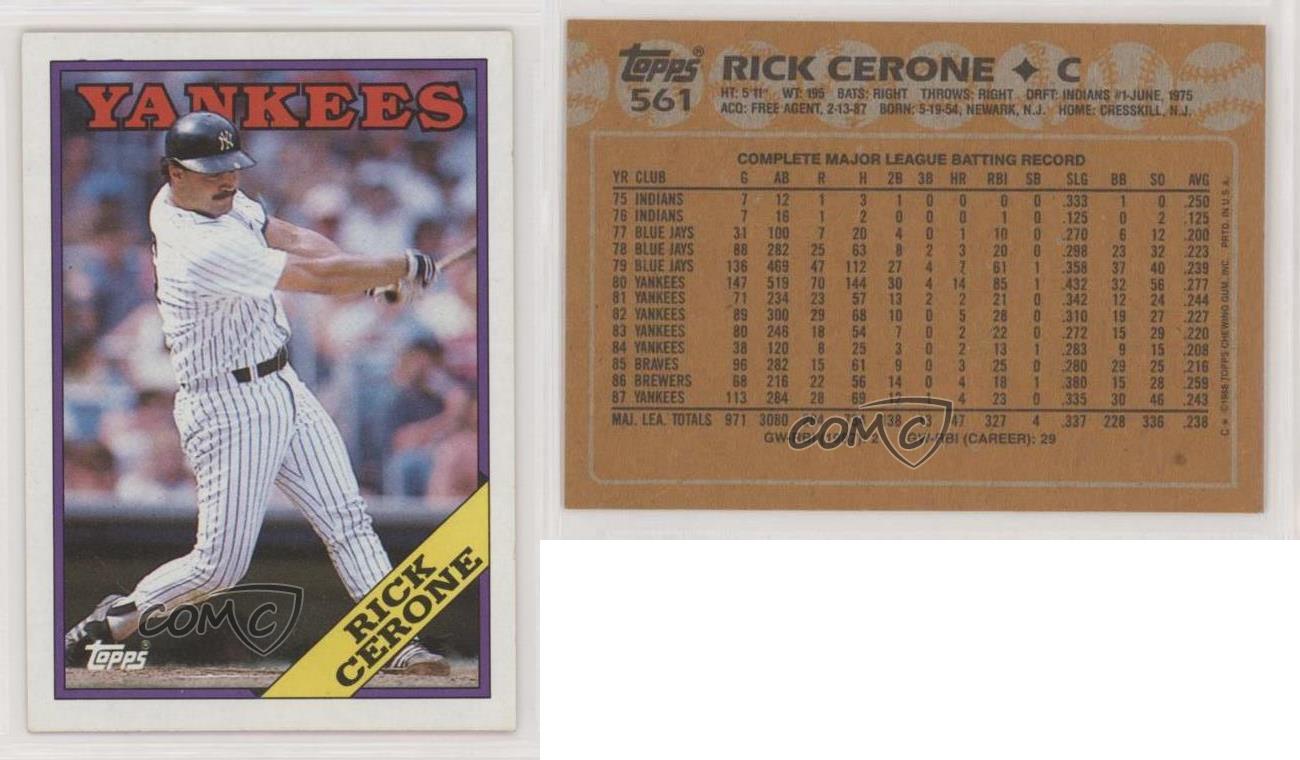 YANKEES
NY
COMC
RICK
CERONE
Topps®
Topps®
561
RICK CERONE ✦ C
HT: 5'11" WT: 195 BATS: RIGHT THROWS: RIGHT DRFT: INDIANS #1-JUNE, 1975
ACQ: FREE AGENT, 2-13-87 BORN: 5-19-54, NEWARK, N.J. HOME: CRESSKILL, N.J.
COMPLETE MAJOR LEAGUE BATTING RECORD
YR CLUB G AB R H 2B 3B HR RBI SB SLG BB SO AVG
75 INDIANS 7 12 1 3 1 0 0 0 0 .333 1 0 .250
76 INDIANS 7 16 1 2 0 0 0 1 0 .125 0 2 .125
77 BLUE JAYS 31 100 7 20 4 0 1 10 0 .270 6 12 .200
78 BLUE JAYS 88 282 25 63 8 2 3 20 0 .298 23 32 .223
79 BLUE JAYS 136 469 47 112 27 4 7 61 1 .358 37 40 .239
80 YANKEES 147 519 70 144 30 4 14 85 1 .432 32 56 .277
81 YANKEES 71 234 23 57 13 2 2 21 0 .342 12 24 .244
82 YANKEES 89 300 29 68 10 0 5 28 0 .310 19 27 .227
83 YANKEES 80 246 18 54 7 0 2 22 0 .272 15 29 .220
84 YANKEES 38 120 8 25 3 0 2 13 1 .283 9 15 .208
85 BRAVES 96 282 15 61 9 0 3 25 0 .280 29 25 .216
86 BREWERS 68 216 22 56 14 0 4 18 1 .380 15 28 .259
87 YANKEES 113 284 28 69 12 1 4 23 0 .335 30 46 .243
MAJ. LEA. TOTALS 971 3080 138 47 327 4 .337 228 336 .238
COMC
GW-RBI (CAREER): 29
C ✶ ©1988 TOPPS CHEWING GUM, INC. PRTD. IN U.S.A.